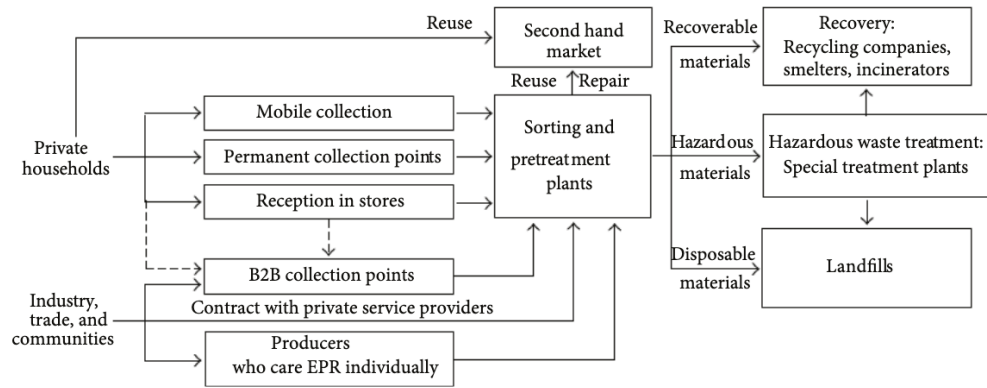 Reuse
Second hand
market
Reuse
Repair
Recoverable
materials
Recovery:
Recycling companies,
smelters, incinerators
Private
households
Mobile collection
Permanent collection points
Reception in stores
Sorting and
pretreatment
plants
Hazardous
materials
Hazardous waste treatment:
Special treatment plants
B2B collection points
Disposable
materials
Landfills
Industry,
trade, and
communities
Contract with private service providers
Producers
who care EPR individually